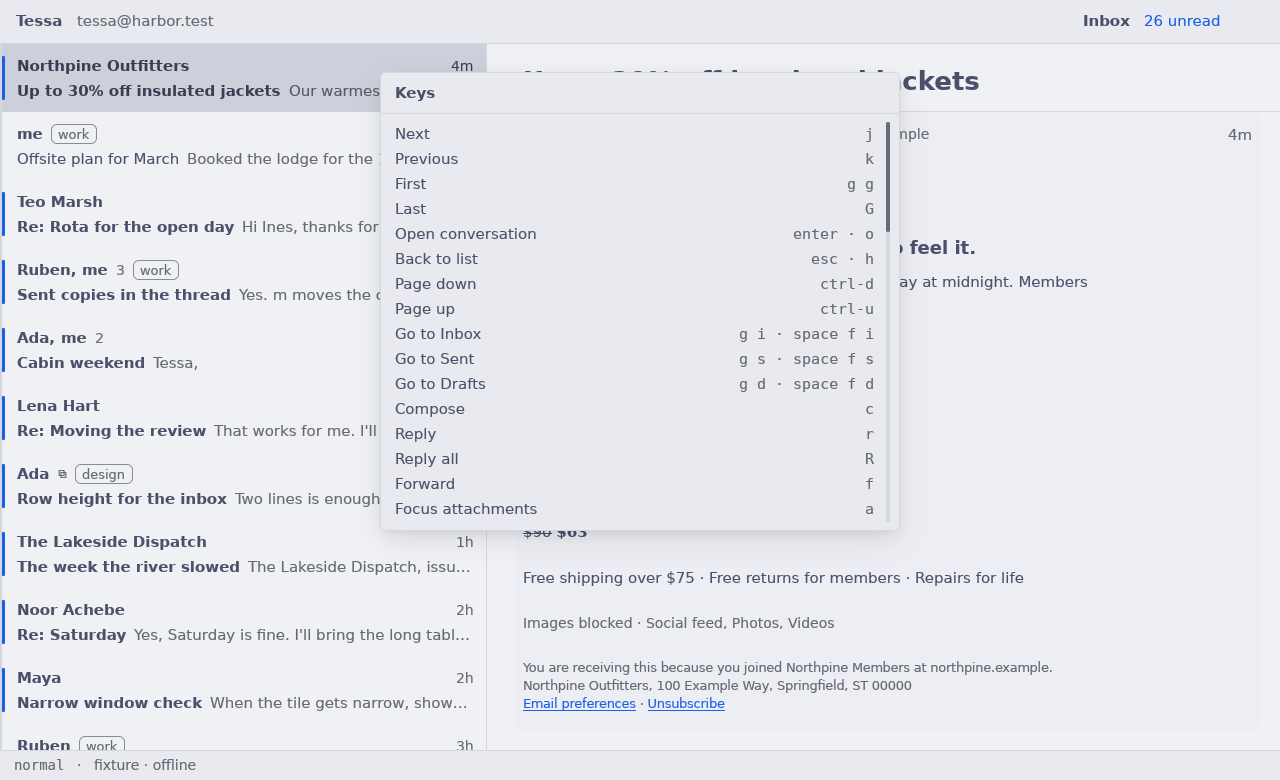 Tessa tessa@harbor.test
Inbox 26 unread
Northpine Outfitters 4m
Up to 30% off insulated jackets Our warmes
me work
Offsite plan for March Booked the lodge for the
Teo Marsh
Re: Rota for the open day Hi Ines, thanks for
Ruben, me 3 work
Sent copies in the thread Yes. m moves the
Ada, me 2
Cabin weekend Tessa,
Lena Hart
Re: Moving the review That works for me. I'll
Ada design
Row height for the inbox Two lines is enough
The Lakeside Dispatch 1h
The week the river slowed The Lakeside Dispatch, issu…
Noor Achebe 2h
Re: Saturday Yes, Saturday is fine. I'll bring the long tabl…
Maya 2h
Narrow window check When the tile gets narrow, show…
Ruben work 3h
Keys
Next j
Previous k
First g g
Last G
Open conversation enter · o
Back to list esc · h
Page down ctrl-d
Page up ctrl-u
Go to Inbox g i · space f i
Go to Sent g s · space f s
Go to Drafts g d · space f d
Compose c
Reply r
Reply all R
Forward f
Focus attachments a
ckets
mple 4m
feel it.
ay at midnight. Members
$90 $63
Free shipping over $75 · Free returns for members · Repairs for life
Images blocked · Social feed, Photos, Videos
You are receiving this because you joined Northpine Members at northpine.example.
Northpine Outfitters, 100 Example Way, Springfield, ST 00000
Email preferences · Unsubscribe
normal · fixture · offline